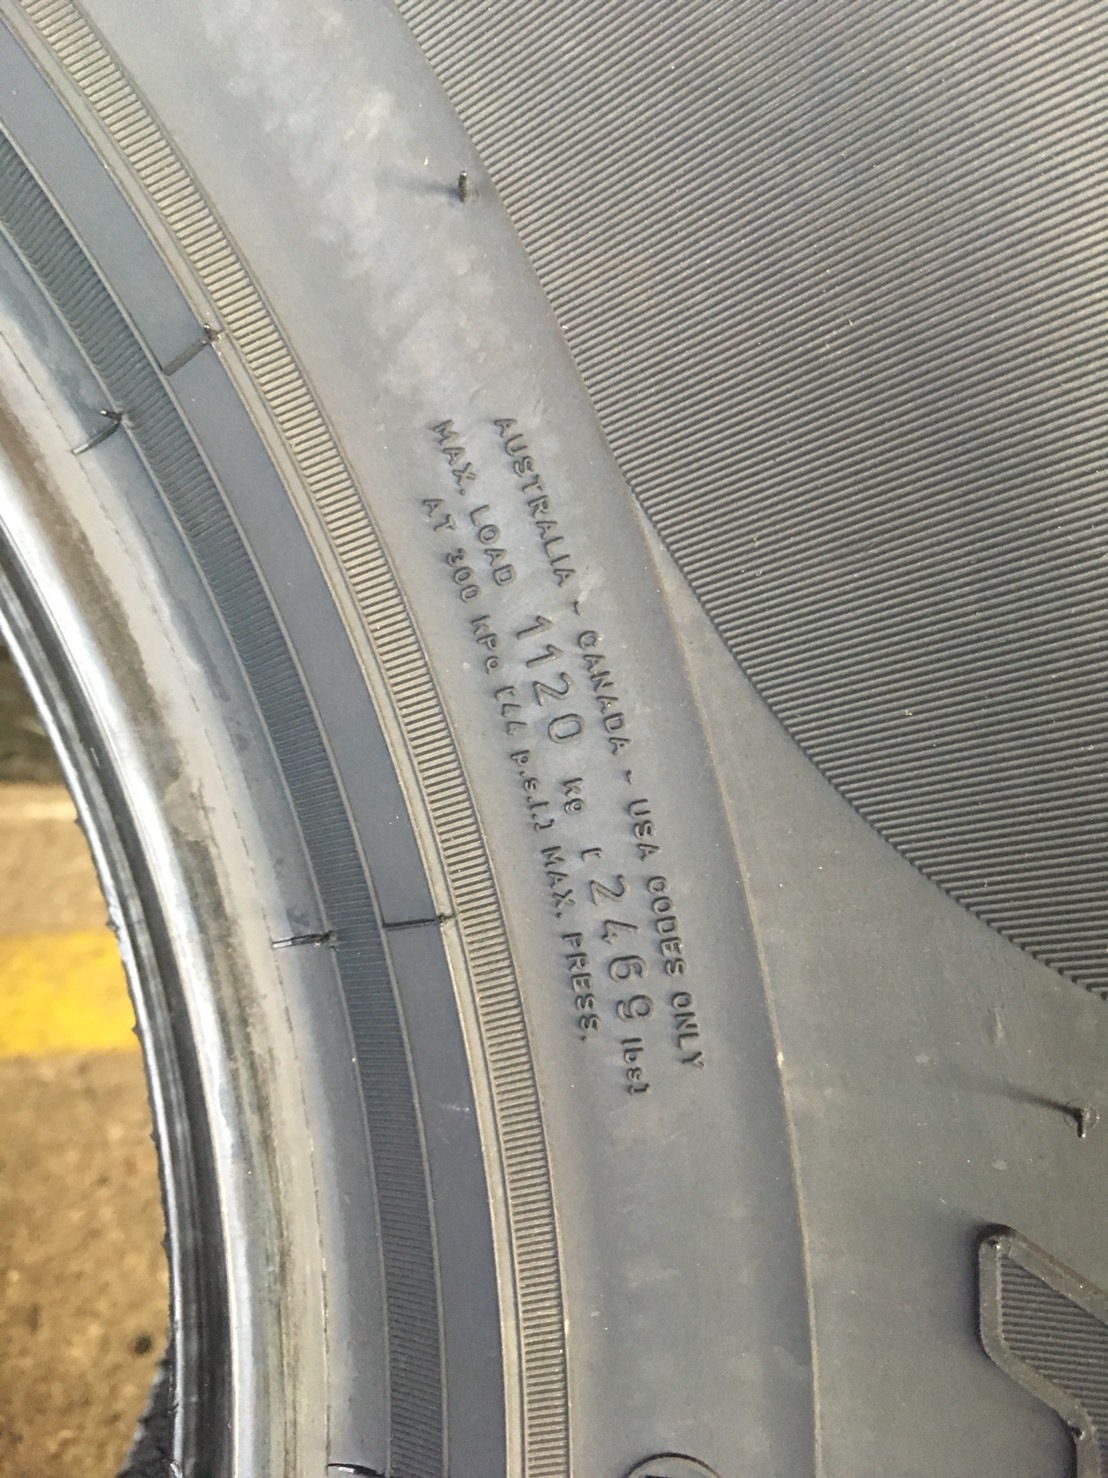 AUSTRALIA - CANADA - USA CODES ONLY
MAX. LOAD 1120 kg [ 2469 lbs]
AT 300 KPa [44 P.S.I.] MAX. PRESS.